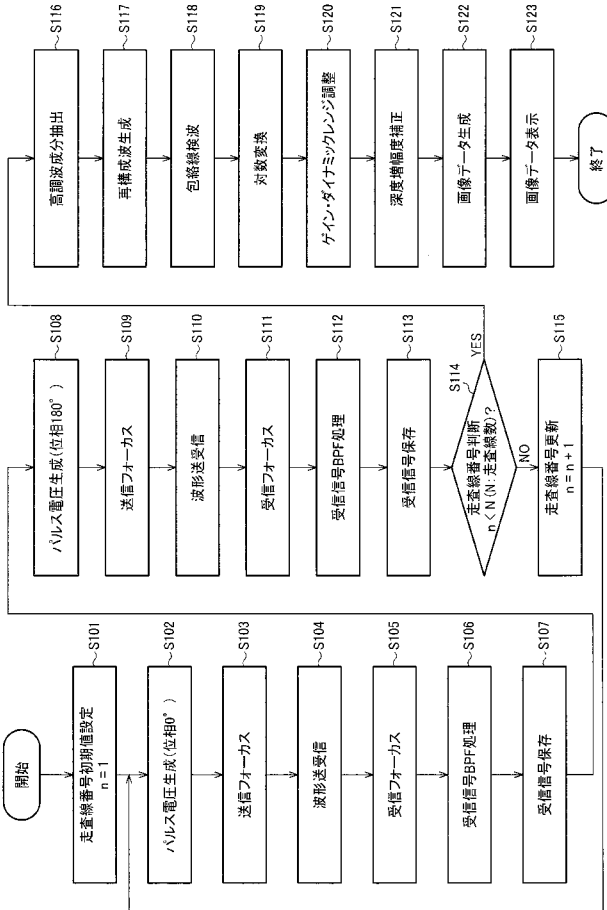 開始
走査線番号初期値設定
n = 1
S101
パルス電圧生成(位相0°)
S102
送信フォーカス
S103
波形送受信
S104
受信フォーカス
S105
受信信号BPF処理
S106
受信信号保存
S107
パルス電圧生成(位相180°)
S108
送信フォーカス
S109
波形送受信
S110
受信フォーカス
S111
受信信号BPF処理
S112
受信信号保存
S113
走査線番号判断
n < N (N:走査線数)?
S114
YES
NO
走査線番号更新
n = n + 1
S115
高調波成分抽出
S116
再構成波生成
S117
包絡線検波
S118
対数変換
S119
ゲイン・ダイナミックレンジ調整
S120
深度増幅度補正
S121
画像データ生成
S122
画像データ表示
S123
終了